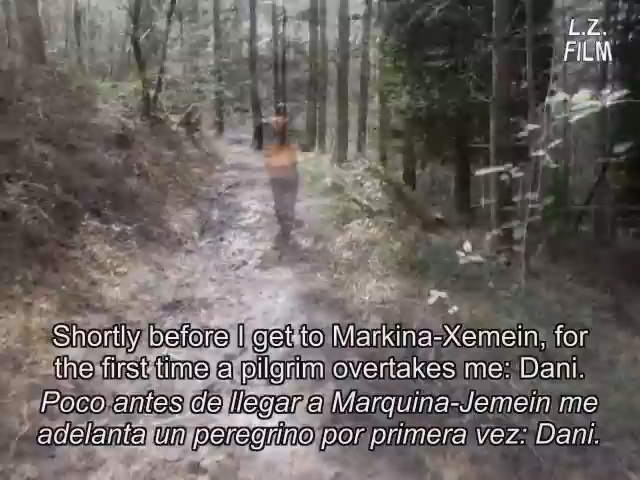 L.Z.
FILM
Shortly before I get to Markina-Xemein, for
the first time a pilgrim overtakes me: Dani.
Poco antes de llegar a Marquina-Jemein me
adelanta un peregrino por primera vez: Dani.